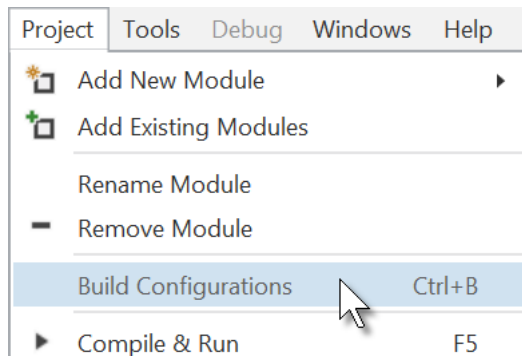 Project Tools Debug Windows Help
Add New Module
Add Existing Modules
Rename Module
Remove Module
Build Configurations Ctrl+B
Compile & Run F5